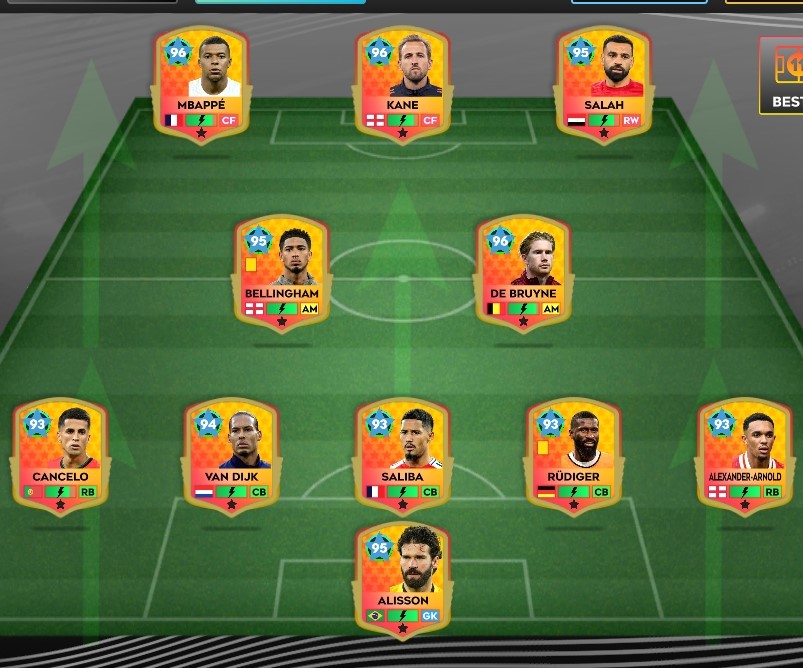 96
MBAPPÉ
CF
96
KANE
CF
95
SALAH
RW
BEST
95
BELLINGHAM
AM
96
DE BRUYNE
AM
93
CANCELO
RB
94
VAN DIJK
CB
93
SALIBA
CB
93
RÜDIGER
CB
93
ALEXANDER-ARNOLD
RB
95
ALISSON
GK